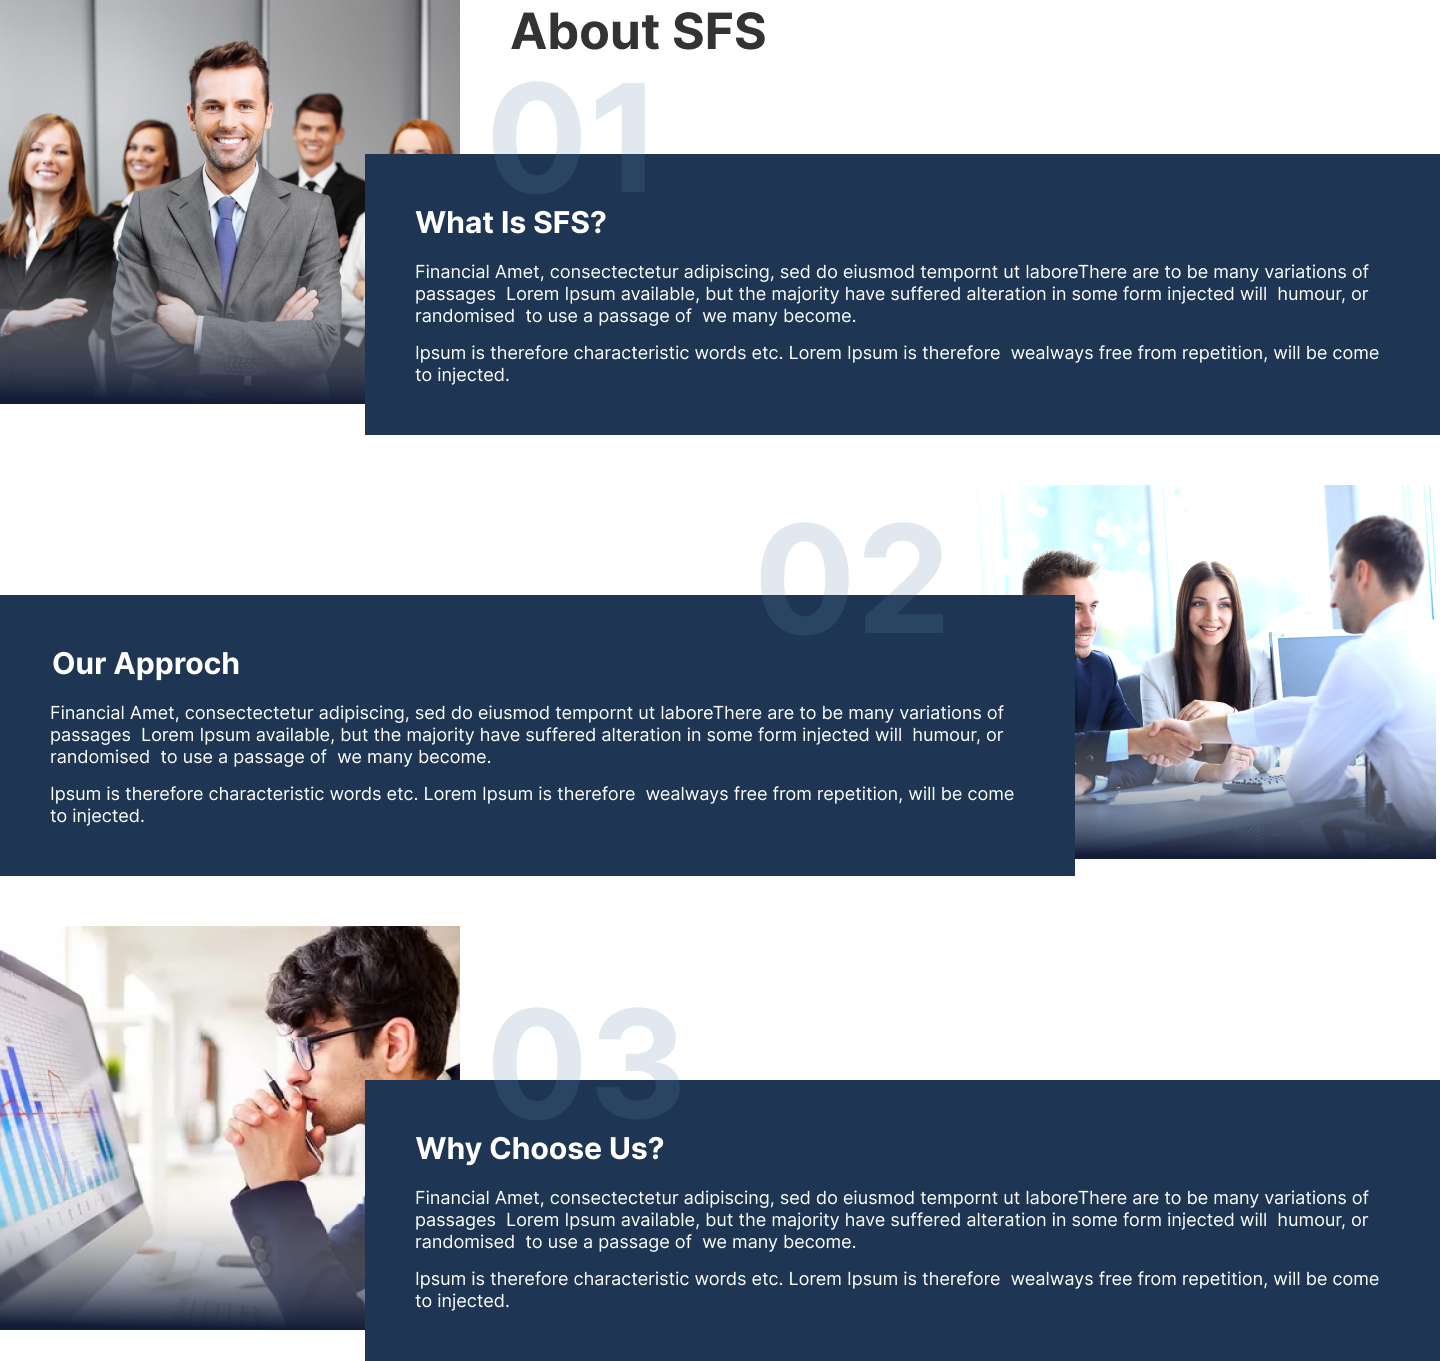 About SFS
01
What Is SFS?
Financial Amet, consectectetur adipiscing, sed do eiusmod tempornt ut laboreThere are to be many variations of
passages  Lorem Ipsum available, but the majority have suffered alteration in some form injected will  humour, or
randomised  to use a passage of  we many become.
Ipsum is therefore characteristic words etc. Lorem Ipsum is therefore  wealways free from repetition, will be come
to injected.
02
Our Approch
Financial Amet, consectectetur adipiscing, sed do eiusmod tempornt ut laboreThere are to be many variations of
passages  Lorem Ipsum available, but the majority have suffered alteration in some form injected will  humour, or
randomised  to use a passage of  we many become.
Ipsum is therefore characteristic words etc. Lorem Ipsum is therefore  wealways free from repetition, will be come
to injected.
03
Why Choose Us?
Financial Amet, consectectetur adipiscing, sed do eiusmod tempornt ut laboreThere are to be many variations of
passages  Lorem Ipsum available, but the majority have suffered alteration in some form injected will  humour, or
randomised  to use a passage of  we many become.
Ipsum is therefore characteristic words etc. Lorem Ipsum is therefore  wealways free from repetition, will be come
to injected.